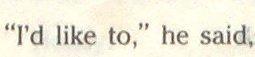 “I’d like to,” he said,